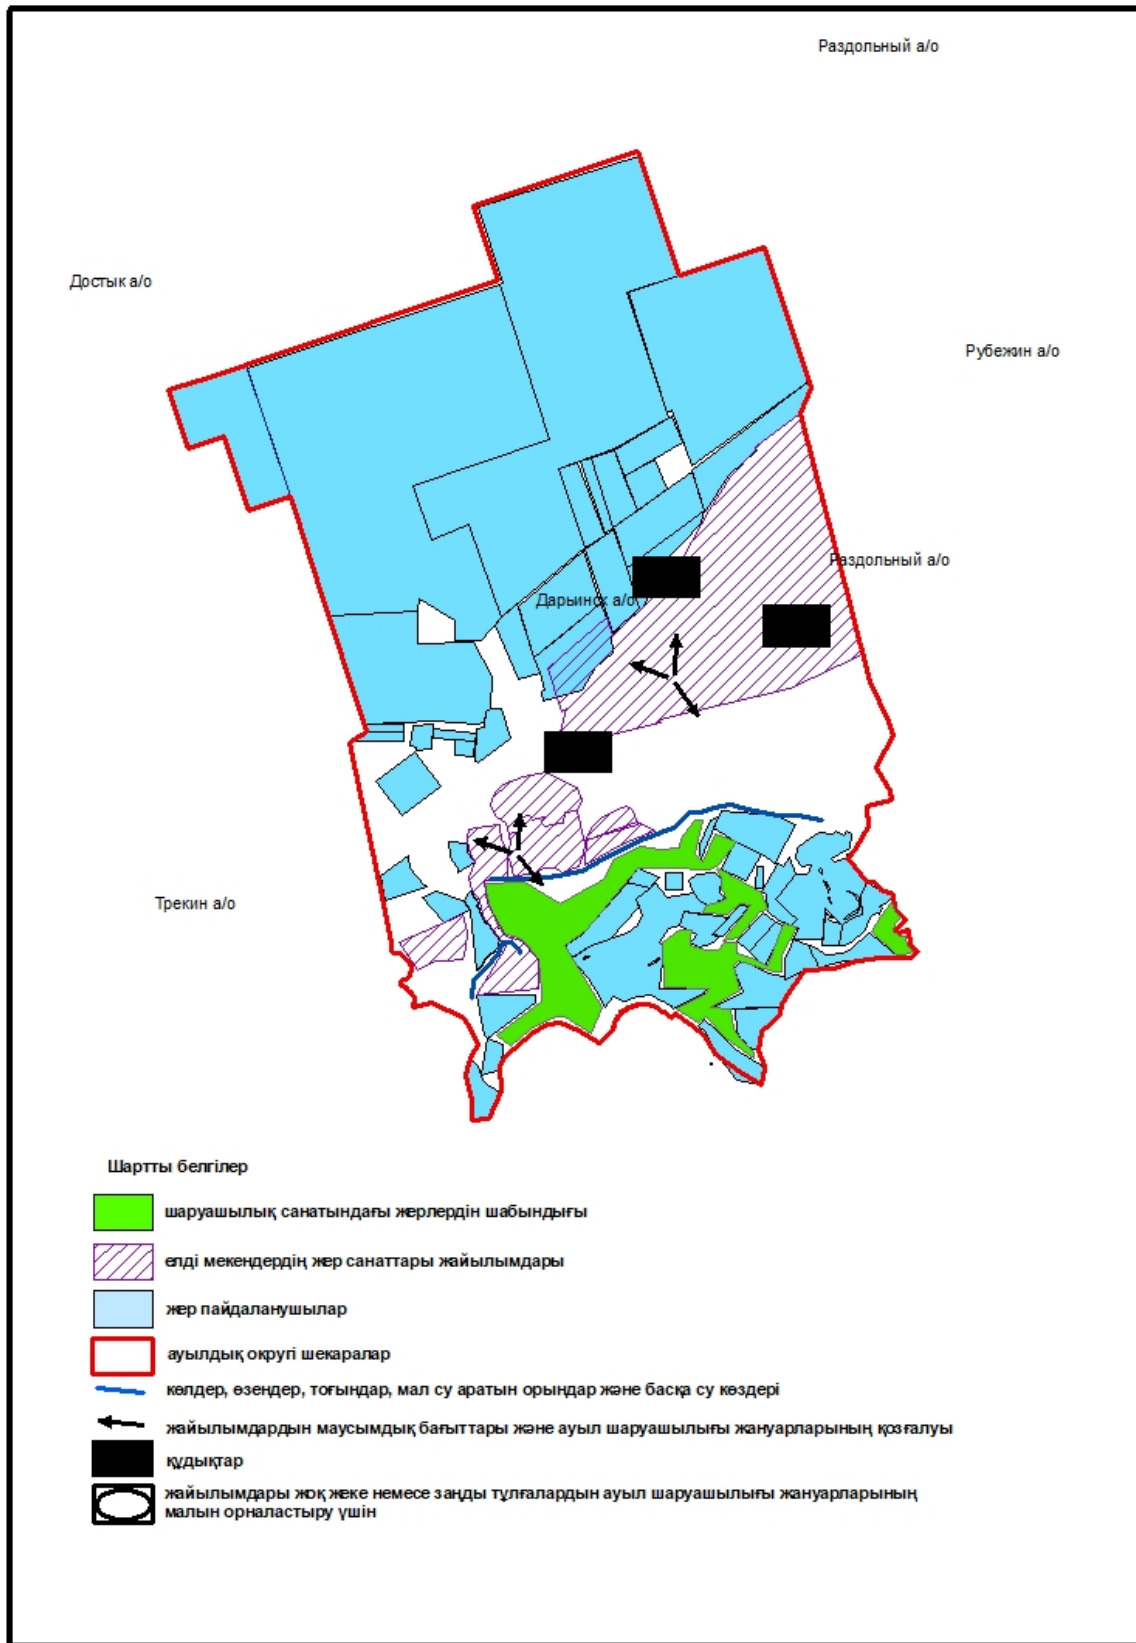 Раздольный а/о
Достык а/о
Рубежин а/о
Раздольный а/о
Дарьинск а/о
Трекин а/о
Шартты белгілер
шаруашылық санатындағы жерлердін шабындығы
елді мекендердің жер санаттары жайылымдары
жер пайдаланушылар
ауылдық округі шекаралар
көлдер, өзендер, тоғындар, мал су аратын орындар және басқа су көздері
жайылымдардын маусымдық бағыттары және ауыл шаруашылығы жануарларының қозғалуы
құдықтар
жайылымдары жоқ жеке немесе заңды тұлғалардын ауыл шаруашылығы жануарларының
малын орналастыру үшін